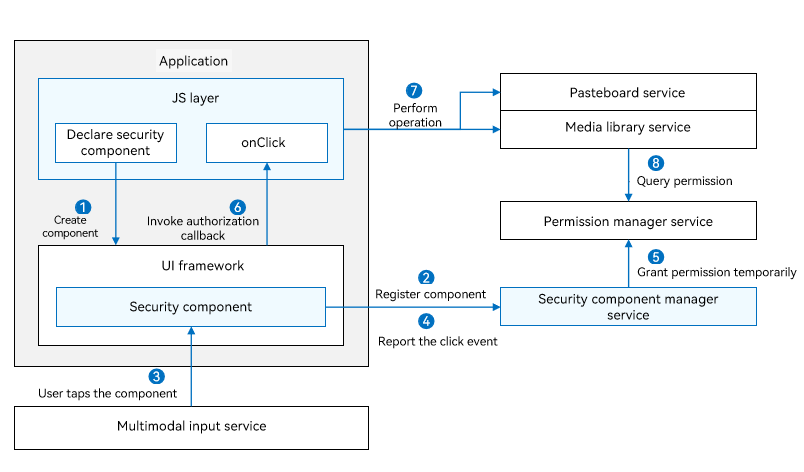 Application
JS layer
Declare security
component
onClick
7
Perform
operation
Pasteboard service
Media library service
8
Query permission
1
Create
component
6
Invoke authorization
callback
Permission manager service
UI framework
Security component
2
Register component
4
Report the click event
5
Grant permission temporarily
Security component manager
service
3
User taps the component
Multimodal input service